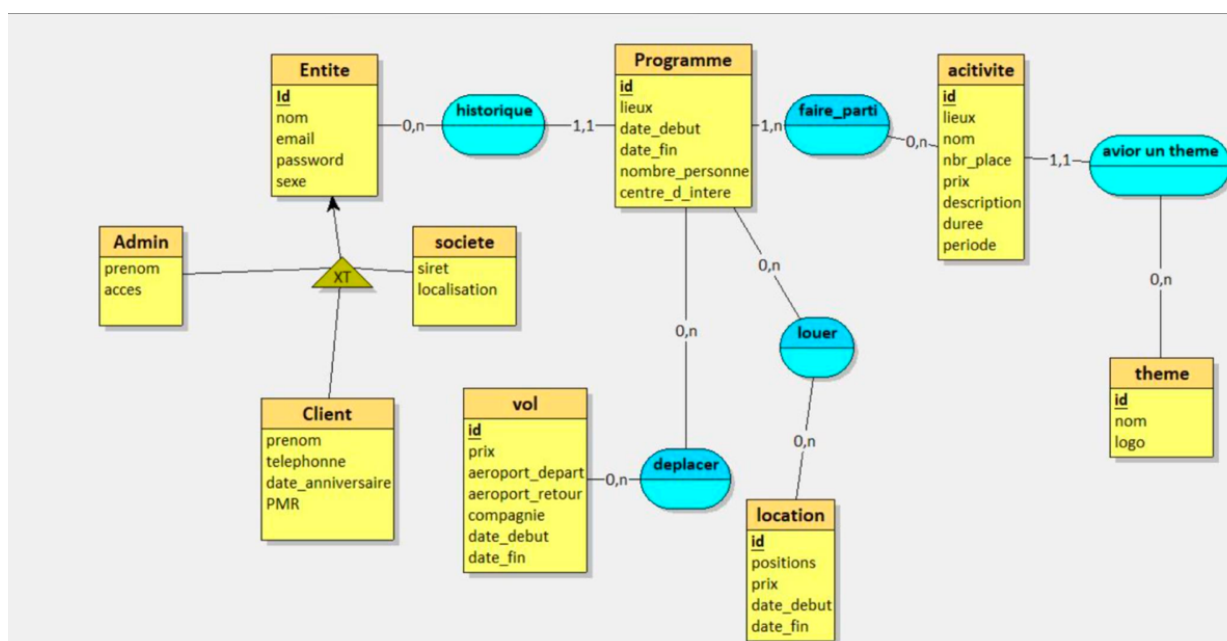 Entite
Id
nom
email
password
sexe
0,n
historique
1,1
Programme
id
lieux
date_debut
date_fin
nombre_personne
centre_d_intere
1,n
faire_parti
0,n
acitivite
id
lieux
nom
nbr_place
prix
description
duree
periode
1,1
avior un theme
0,n
theme
id
nom
logo
Admin
prenom
acces
XT
societe
siret
localisation
Client
prenom
telephonne
date_anniversaire
PMR
0,n
deplacer
0,n
vol
id
prix
aeroport_depart
aeroport_retour
compagnie
date_debut
date_fin
0,n
louer
0,n
location
id
positions
prix
date_debut
date_fin